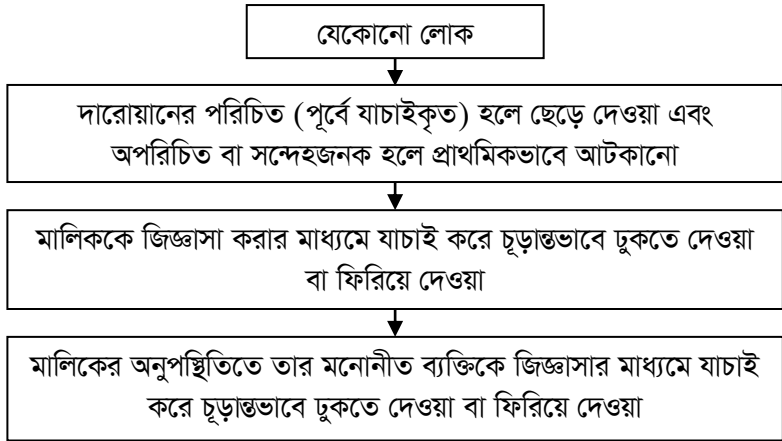 যেকোনো লোক
দারোয়ানের পরিচিত (পূর্বে যাচাইকৃত) হলে ছেড়ে দেওয়া এবং
অপরিচিত বা সন্দেহজনক হলে প্রাথমিকভাবে আটকানো
মালিককে জিজ্ঞাসা করার মাধ্যমে যাচাই করে চূড়ান্তভাবে ঢুকতে দেওয়া
বা ফিরিয়ে দেওয়া
মালিকের অনুপস্থিতিতে তার মনোনীত ব্যক্তিকে জিজ্ঞাসার মাধ্যমে যাচাই
করে চূড়ান্তভাবে ঢুকতে দেওয়া বা ফিরিয়ে দেওয়া